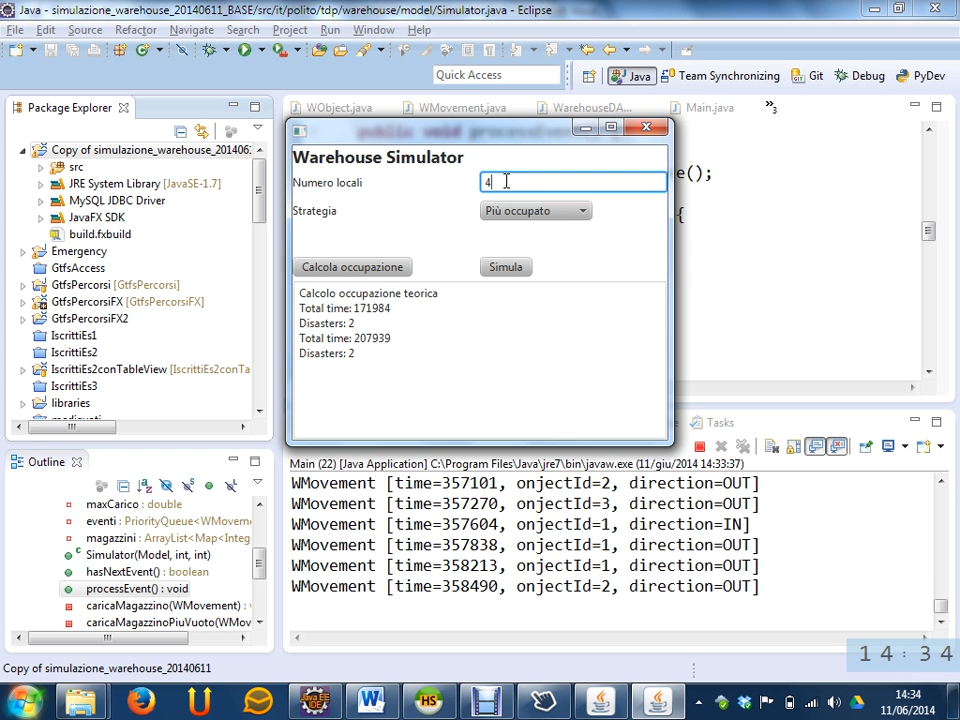 Java - simulazione_warehouse_20140611_BASE/src/it/polito/tdp/warehouse/model/Simulator.java - Eclipse
File Edit Source Refactor Navigate Search Project Run Window Help
Quick Access
Java Team Synchronizing Git Debug PyDev
Package Explorer
WObject.java WMovement.java WarehouseDA... Main.java »3
Copy of simulazione_warehouse_20140611
src
JRE System Library [JavaSE-1.7]
MySQL JDBC Driver
JavaFX SDK
build.fxbuild
Emergency
GtfsAccess
GtfsPercorsi [GtfsPercorsi]
GtfsPercorsiFX [GtfsPercorsiFX]
GtfsPercorsiFX2
IscrittiEs1
IscrittiEs2
IscrittiEs2conTableView [IscrittiEs2conTa
IscrittiEs3
libraries
public void
e();
{
Warehouse Simulator
Numero locali 4
Strategia Più occupato
Calcola occupazione Simula
Calcolo occupazione teorica
Total time: 171984
Disasters: 2
Total time: 207939
Disasters: 2
Outline
maxCarico : double
eventi : PriorityQueue<WMovem
magazzini : ArrayList<Map<Integ
Simulator(Model, int, int)
hasNextEvent() : boolean
processEvent() : void
caricaMagazzino(WMovement) :
caricaMagazzinoPiuVuoto(WMov
Tasks
Main (22) [Java Application] C:\Program Files\Java\jre7\bin\javaw.exe (11/giu/2014 14:33:37)
WMovement [time=357101, onjectId=2, direction=OUT]
WMovement [time=357270, onjectId=3, direction=OUT]
WMovement [time=357604, onjectId=1, direction=IN]
WMovement [time=357838, onjectId=1, direction=OUT]
WMovement [time=358213, onjectId=1, direction=OUT]
WMovement [time=358490, onjectId=2, direction=OUT]
Copy of simulazione_warehouse_20140611
14:34
14:34
11/06/2014